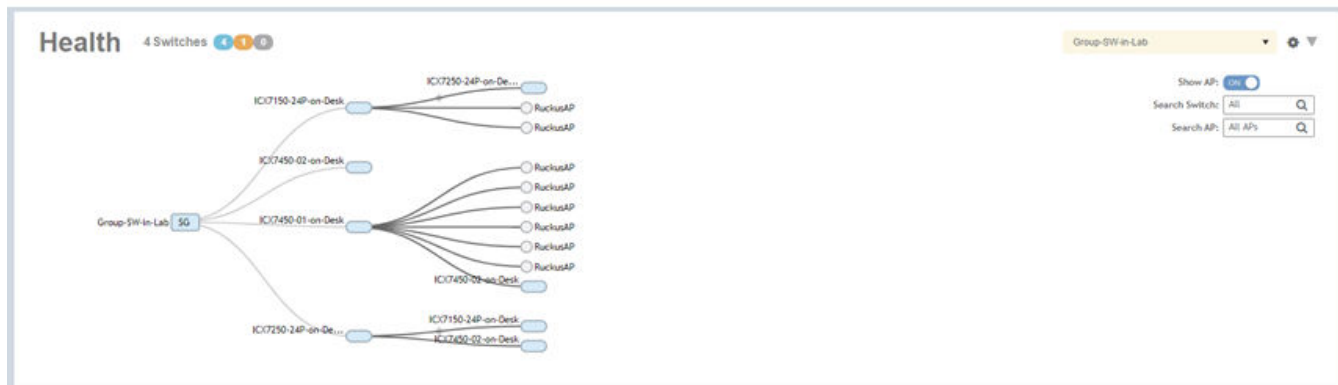 Health 4 Switches 4 1 0
Group-SW-in-Lab
Show AP: ON
Search Switch: All
Search AP: All APs
ICX7250-24P-on-De...
ICX7150-24P-on-Desk
RuckusAP
RuckusAP
ICX7450-02-on-Desk
RuckusAP
RuckusAP
RuckusAP
Group-SW-in-Lab SG
ICX7450-01-on-Desk
RuckusAP
RuckusAP
RuckusAP
ICX7450-02-on-Desk
ICX7150-24P-on-Desk
ICX7250-24P-on-De...
ICX7450-02-on-Desk